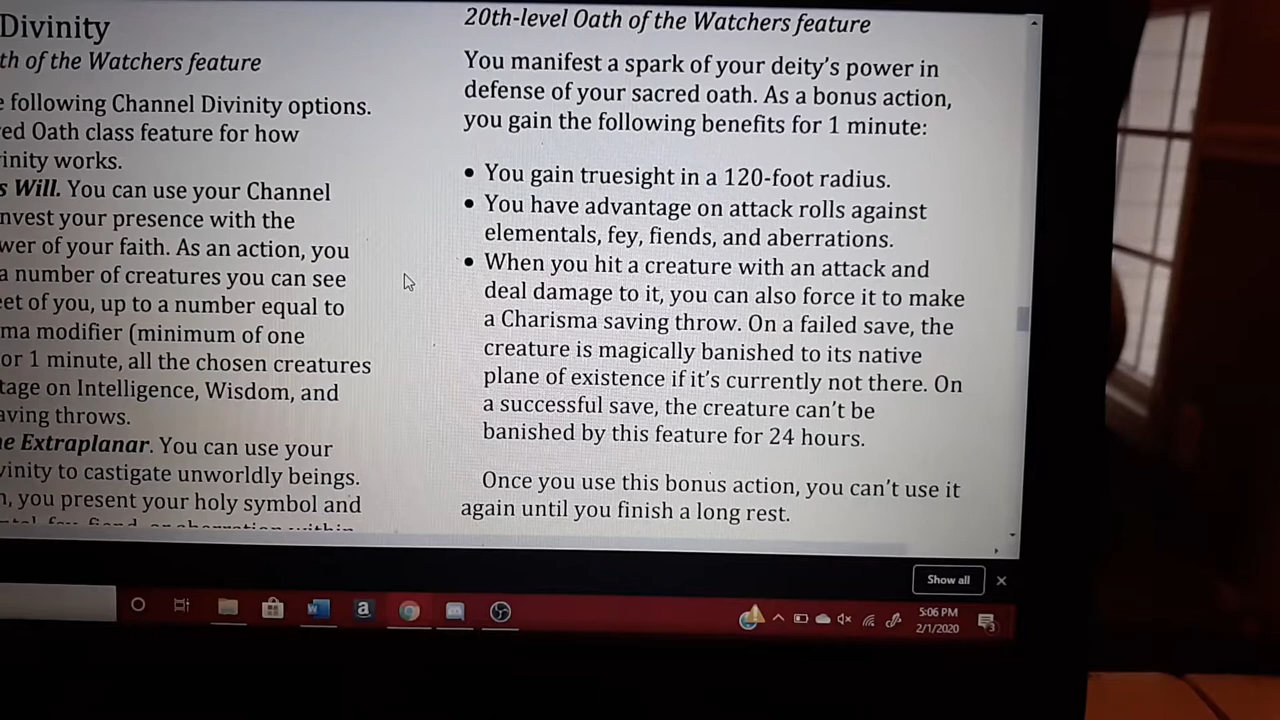 Divinity
th of the Watchers feature
e following Channel Divinity options.
red Oath class feature for how
vinity works.
s Will. You can use your Channel
nvest your presence with the
wer of your faith. As an action, you
a number of creatures you can see
eet of you, up to a number equal to
ma modifier (minimum of one
or 1 minute, all the chosen creatures
tage on Intelligence, Wisdom, and
aving throws.
he Extraplanar. You can use your
vinity to castigate unworldly beings.
n, you present your holy symbol and
20th-level Oath of the Watchers feature
You manifest a spark of your deity's power in
defense of your sacred oath. As a bonus action,
you gain the following benefits for 1 minute:
• You gain truesight in a 120-foot radius.
• You have advantage on attack rolls against
elementals, fey, fiends, and aberrations.
• When you hit a creature with an attack and
deal damage to it, you can also force it to make
a Charisma saving throw. On a failed save, the
creature is magically banished to its native
plane of existence if it's currently not there. On
a successful save, the creature can't be
banished by this feature for 24 hours.
Once you use this bonus action, you can't use it
again until you finish a long rest.
Show all
5:06 PM
2/1/2020
3